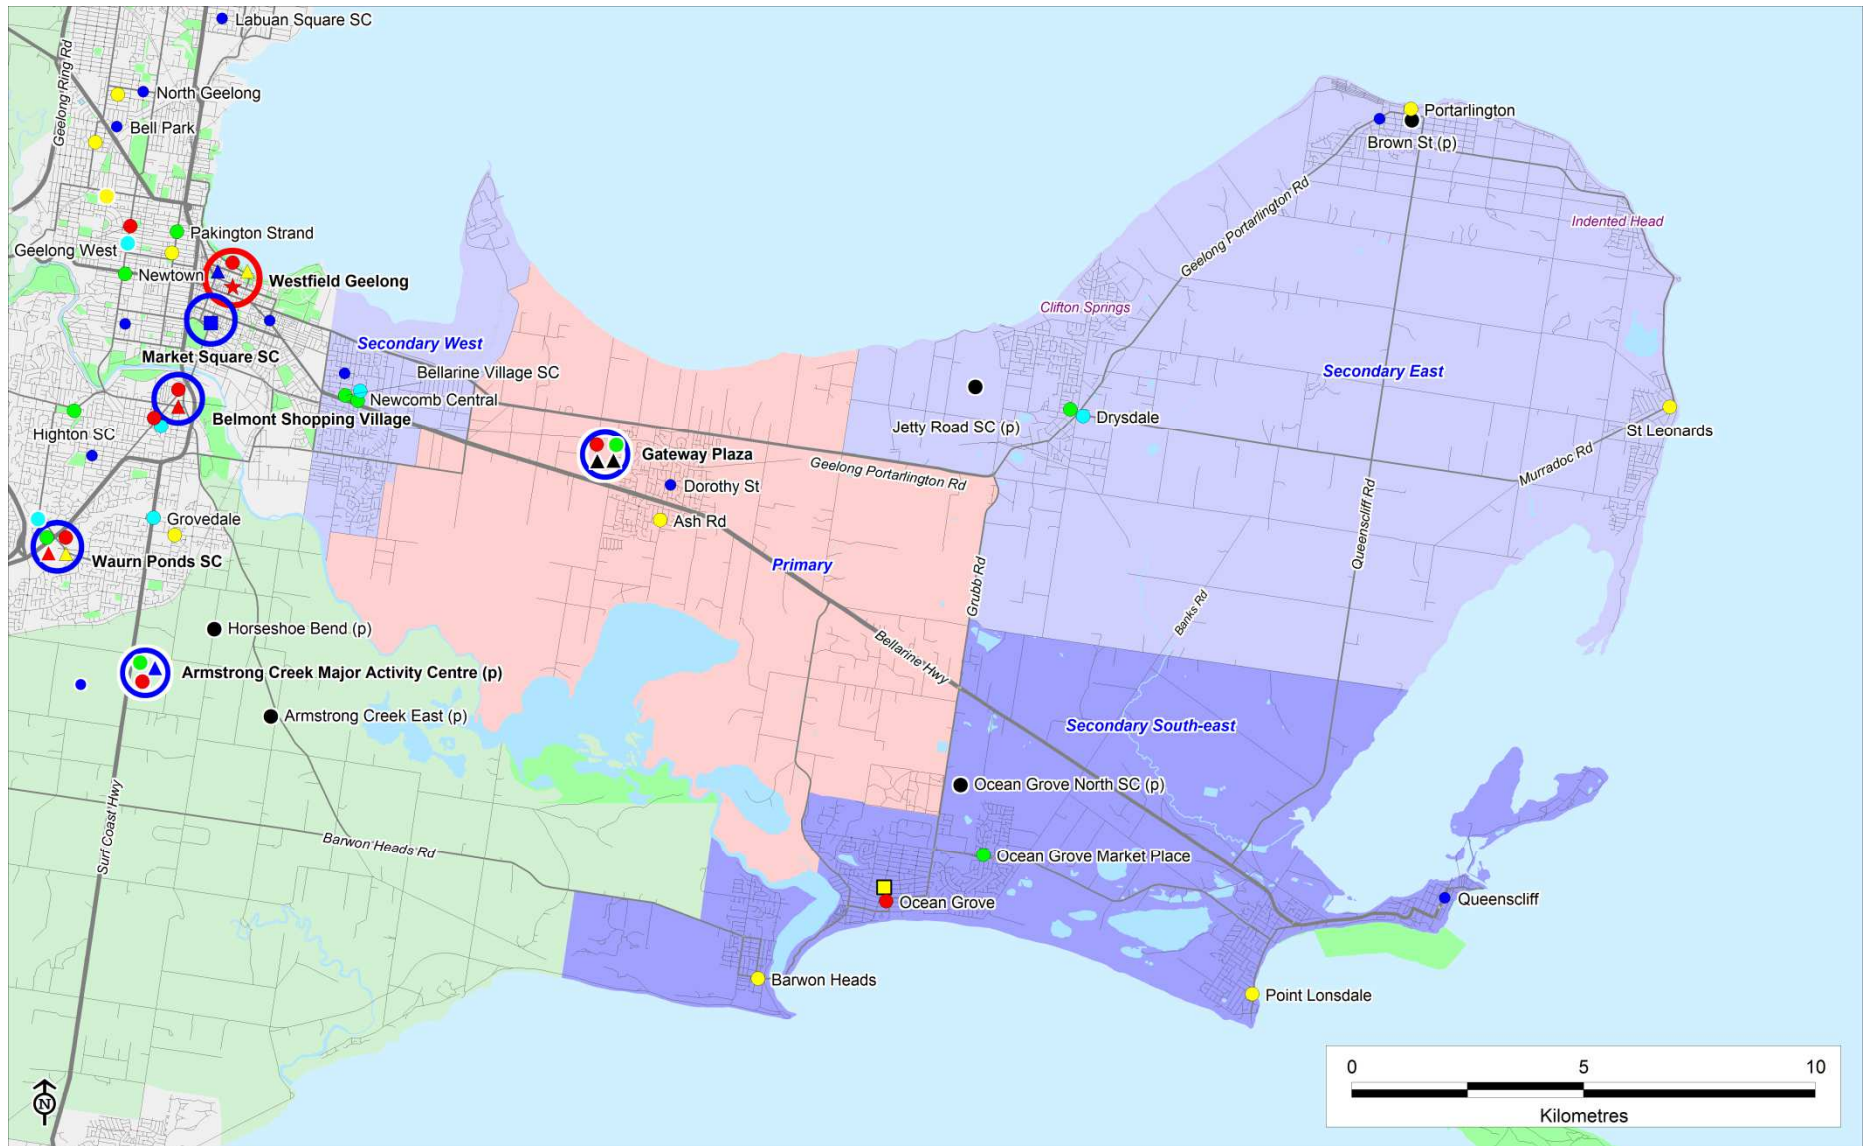 Labuan Square SC
Geelong Ring Rd
North Geelong
Portarlington
Bell Park
Brown St (p)
Geelong Portarlington Rd
Indented Head
Pakington Strand
Geelong West
Newtown
Westfield Geelong
Clifton Springs
Secondary West
Market Square SC
Bellarine Village SC
Secondary East
Newcomb Central
Belmont Shopping Village
Drysdale
Jetty Road SC (p)
St Leonards
Highton SC
Gateway Plaza
Geelong Portarlington Rd
Murradoc Rd
Dorothy St
Queenscliff Rd
Grovedale
Ash Rd
Waurn Ponds SC
Primary
Grubb Rd
Banks Rd
Horseshoe Bend (p)
Bellarine Hwy
Armstrong Creek Major Activity Centre (p)
Armstrong Creek East (p)
Secondary South-east
Ocean Grove North SC (p)
Surf Coast Hwy
Barwon Heads Rd
Ocean Grove Market Place
Ocean Grove
Queenscliff
Barwon Heads
Point Lonsdale
0 5 10
Kilometres
N